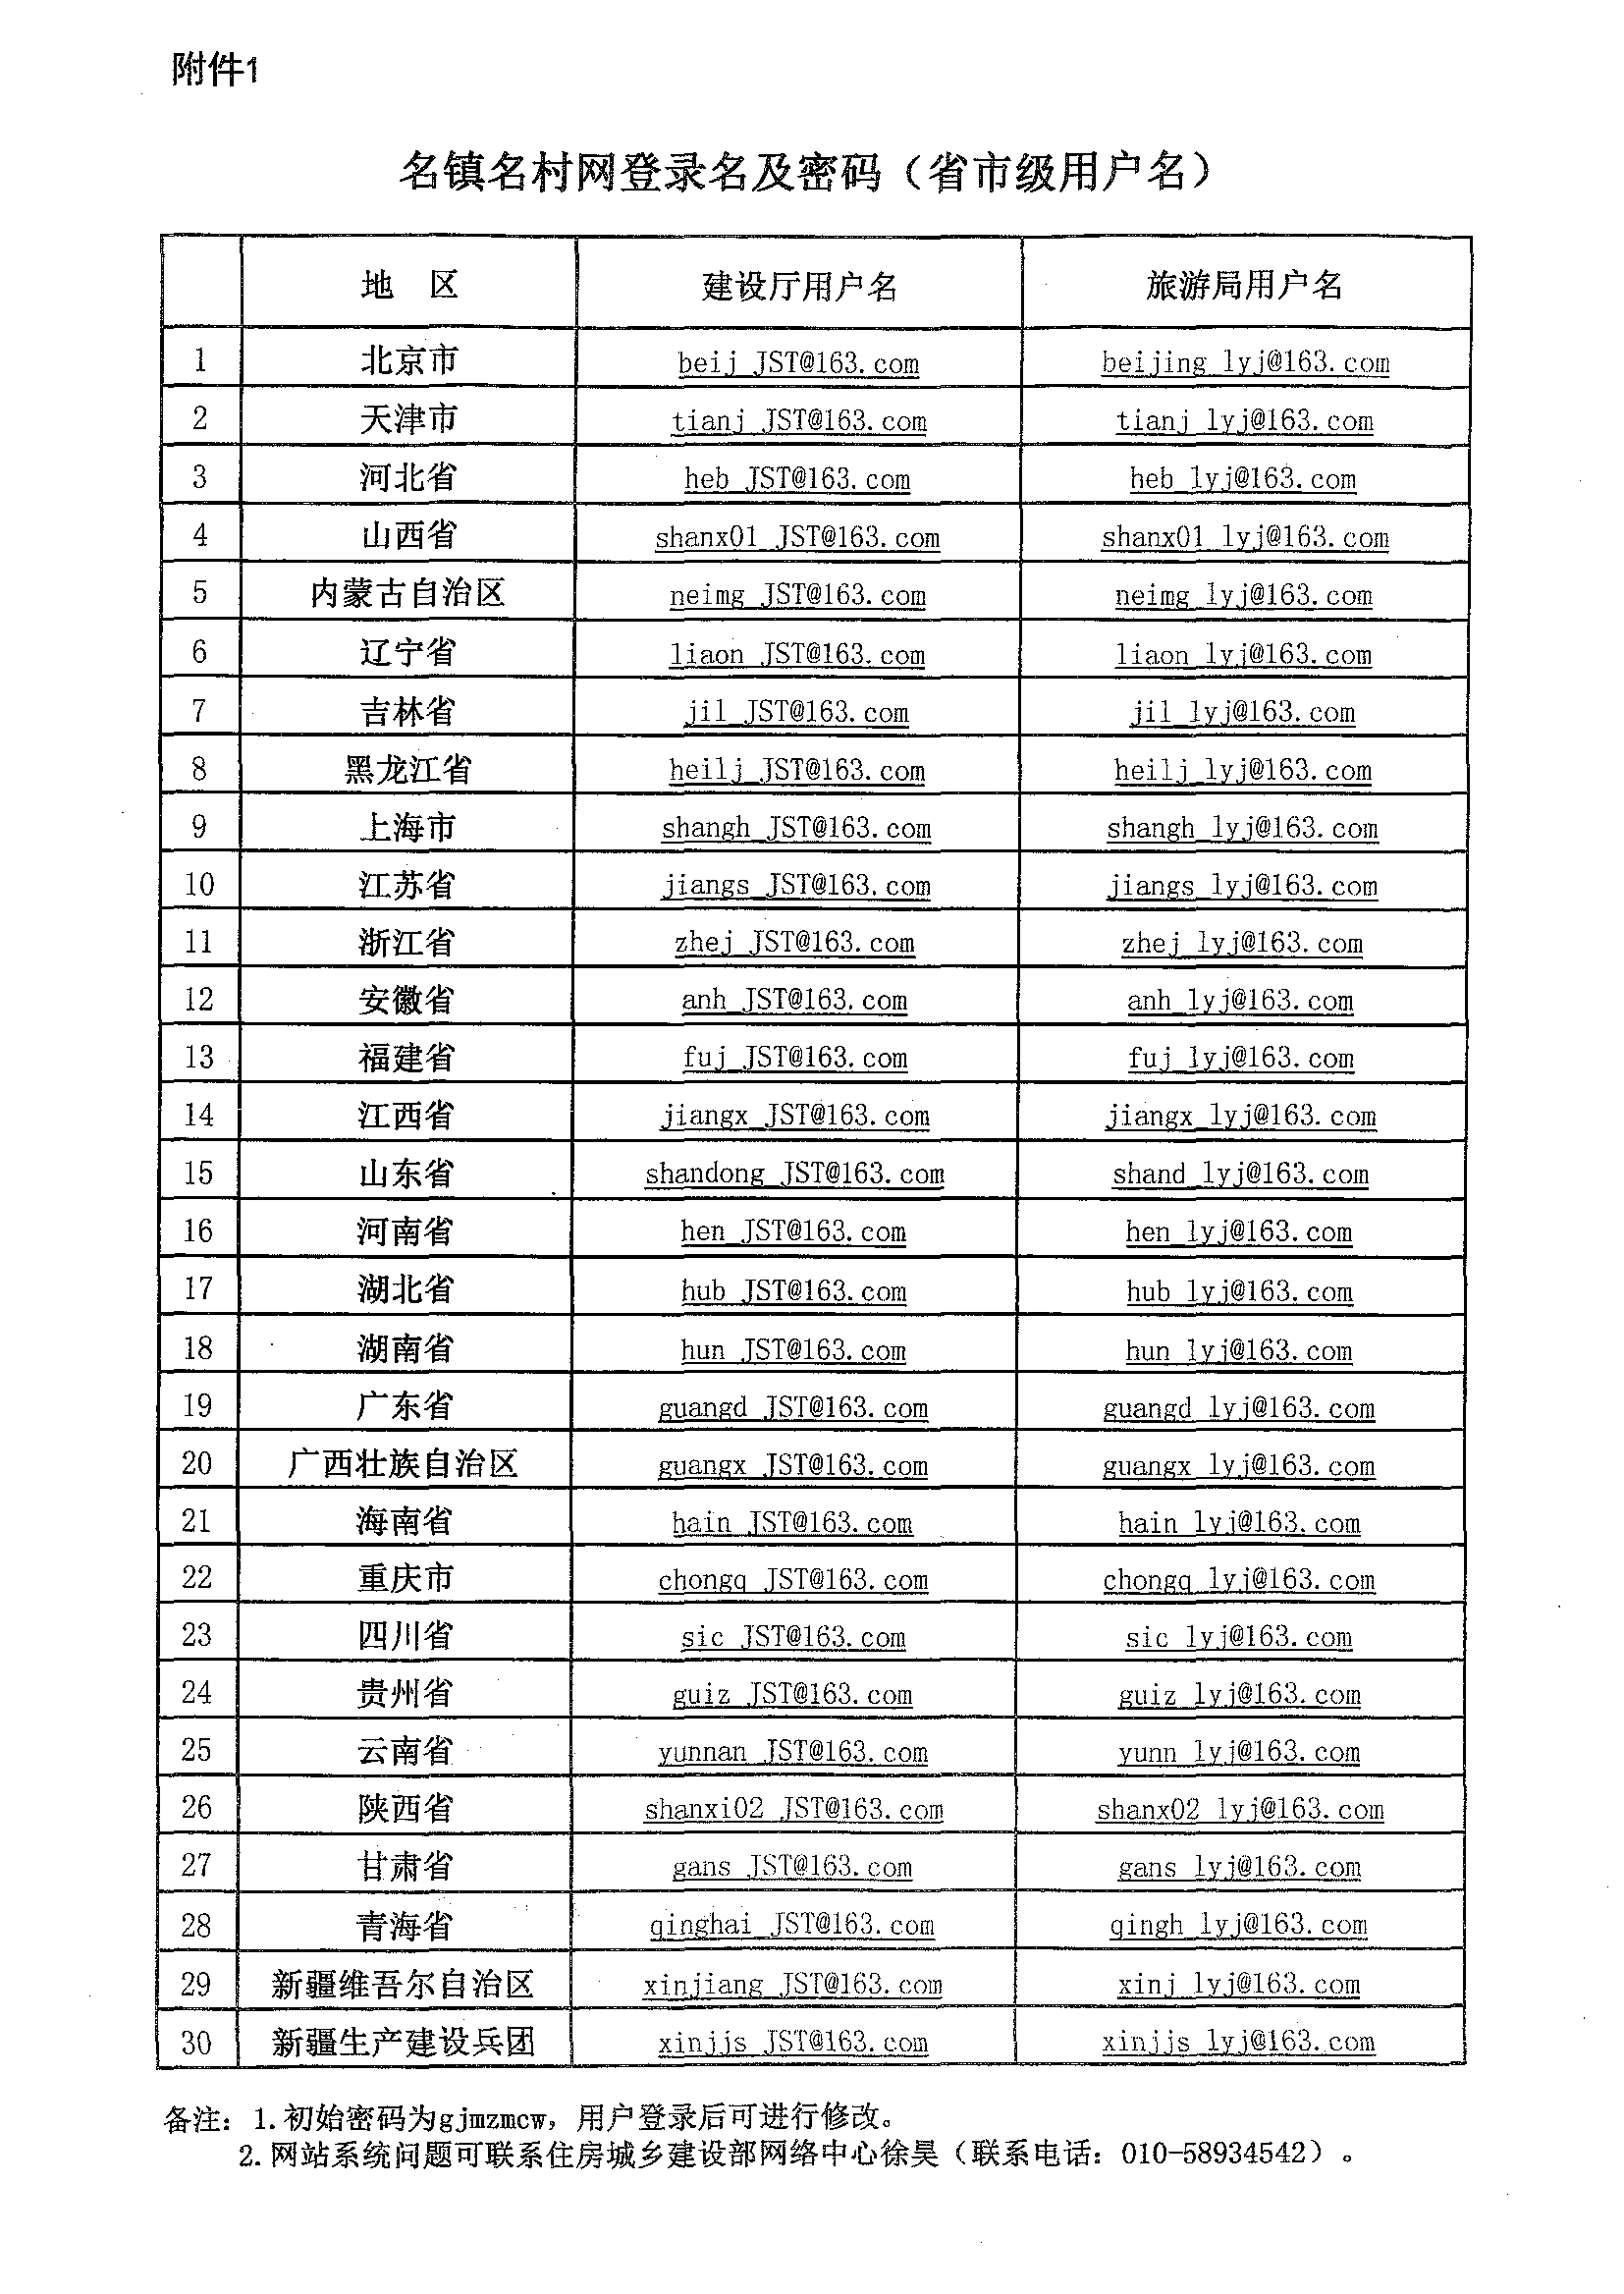 附件1
名镇名村网登录名及密码（省市级用户名）
地 区 建设厅用户名 旅游局用户名
1 北京市 beij_JST@163.com beijing_lyj@163.com
2 天津市 tianj_JST@163.com tianj_lyj@163.com
3 河北省 heb_JST@163.com heb_lyj@163.com
4 山西省 shanx01_JST@163.com shanx01_lyj@163.com
5 内蒙古自治区 neimg_JST@163.com neimg_lyj@163.com
6 辽宁省 liaon_JST@163.com liaon_lyj@163.com
7 吉林省 jil_JST@163.com jil_lyj@163.com
8 黑龙江省 heilj_JST@163.com heilj_lyj@163.com
9 上海市 shangh_JST@163.com shangh_lyj@163.com
10 江苏省 jiangs_JST@163.com jiangs_lyj@163.com
11 浙江省 zhej_JST@163.com zhej_lyj@163.com
12 安徽省 anh_JST@163.com anh_lyj@163.com
13 福建省 fuj_JST@163.com fuj_lyj@163.com
14 江西省 jiangx_JST@163.com jiangx_lyj@163.com
15 山东省 shandong_JST@163.com shand_lyj@163.com
16 河南省 hen_JST@163.com hen_lyj@163.com
17 湖北省 hub_JST@163.com hub_lyj@163.com
18 湖南省 hun_JST@163.com hun_lyj@163.com
19 广东省 guangd_JST@163.com guangd_lyj@163.com
20 广西壮族自治区 guangx_JST@163.com guangx_lyj@163.com
21 海南省 hain_JST@163.com hain_lyj@163.com
22 重庆市 chongq_JST@163.com chongq_lyj@163.com
23 四川省 sic_JST@163.com sic_lyj@163.com
24 贵州省 guiz_JST@163.com guiz_lyj@163.com
25 云南省 yunnan_JST@163.com yunn_lyj@163.com
26 陕西省 shanxi02_JST@163.com shanx02_lyj@163.com
27 甘肃省 gans_JST@163.com gans_lyj@163.com
28 青海省 qinghai_JST@163.com qingh_lyj@163.com
29 新疆维吾尔自治区 xinjiang_JST@163.com xinj_lyj@163.com
30 新疆生产建设兵团 xinjjs_JST@163.com xinjjs_lyj@163.com
备注：1.初始密码为gjmzmcw，用户登录后可进行修改。
2.网站系统问题可联系住房城乡建设部网络中心徐昊（联系电话：010-58934542）。